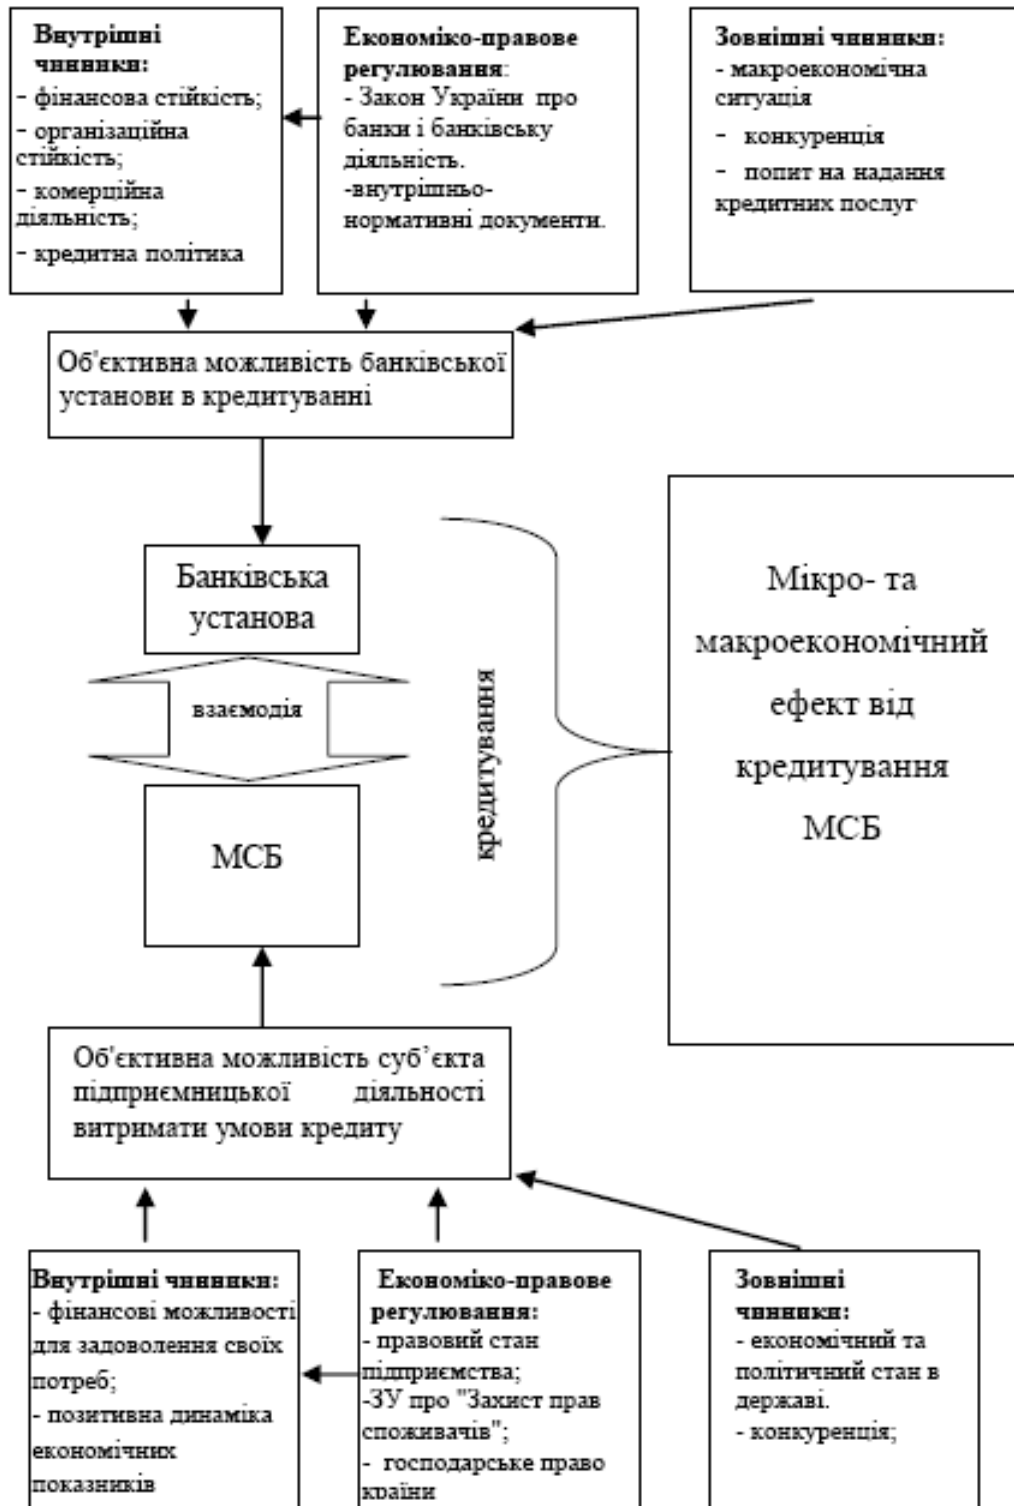 Внутрішні
чинники:
- фінансова стійкість;
- організаційна
стійкість;
- комерційна
діяльність;
- кредитна політика
Економіко-правове
регулювання:
- Закон України про
банки і банківську
діяльність.
-внутрішньо-
нормативні документи.
Зовнішні чинники:
- макроекономічна
ситуація
- конкуренція
- попит на надання
кредитних послуг
Об'єктивна можливість банківської
установи в кредитуванні
Банківська
установа
взаємодія
МСБ
кредитування
Мікро- та
макроекономічний
ефект від
кредитування
МСБ
Об'єктивна можливість суб’єкта
підприємницької діяльності
витримати умови кредиту
Внутрішні чинники:
- фінансові можливості
для задоволення своїх
потреб;
- позитивна динаміка
економічних
показників
Економіко-правове
регулювання:
- правовий стан
підприємства;
-ЗУ про "Захист прав
споживачів";
- господарське право
країни
Зовнішні
чинники:
- економічний та
політичний стан в
державі.
- конкуренція;